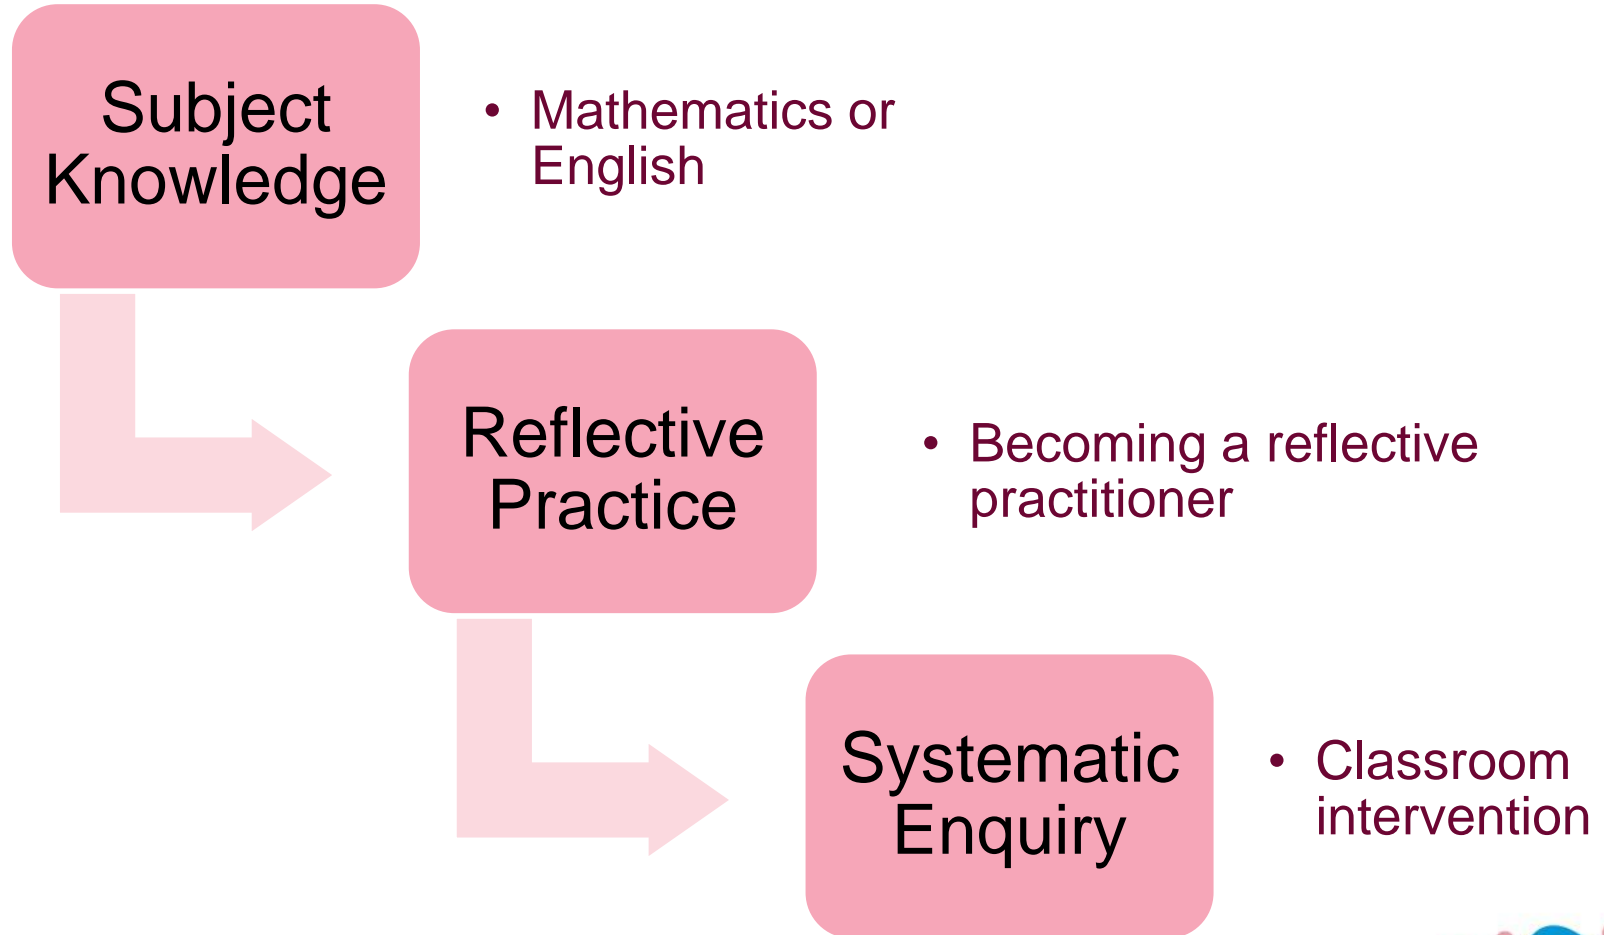 Subject
Knowledge
• Mathematics or
English
Reflective
Practice
• Becoming a reflective
practitioner
Systematic
Enquiry
• Classroom
intervention